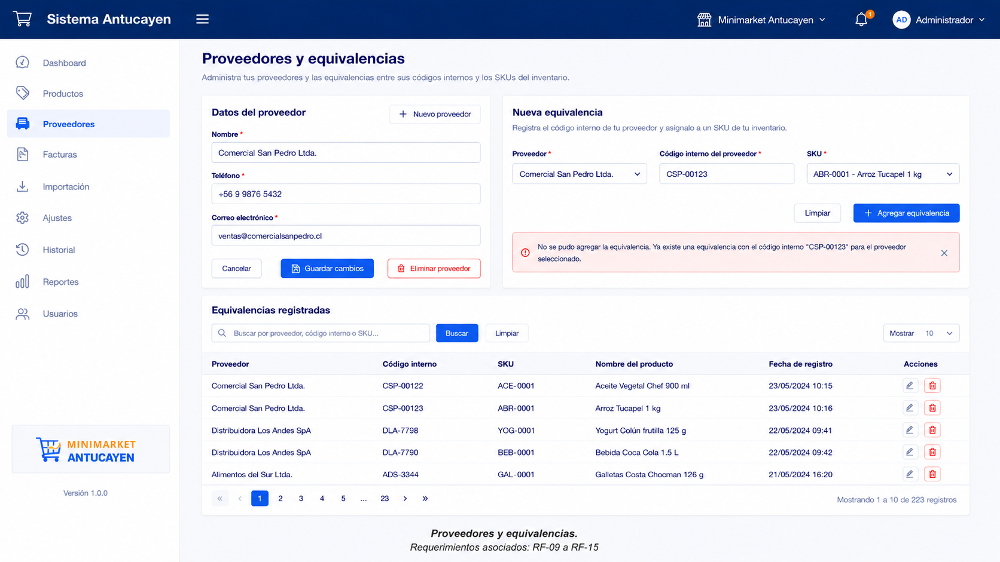 Sistema Antucayen
Minimarket Antucayen
1
AD
Administrador
Dashboard
Productos
Proveedores
Facturas
Importación
Ajustes
Historial
Reportes
Usuarios
MINIMARKET
ANTUCAYEN
Versión 1.0.0
Proveedores y equivalencias
Administra tus proveedores y las equivalencias entre sus códigos internos y los SKUs del inventario.
Datos del proveedor
+ Nuevo proveedor
Nombre *
Comercial San Pedro Ltda.
Teléfono *
+56 9 9876 5432
Correo electrónico *
ventas@comercialsanpedro.cl
Cancelar
Guardar cambios
Eliminar proveedor
Nueva equivalencia
Registra el código interno de tu proveedor y asígnalo a un SKU de tu inventario.
Proveedor * Código interno del proveedor * SKU *
Comercial San Pedro Ltda. CSP-00123 ABR-0001 - Arroz Tucapel 1 kg
Limpiar
+ Agregar equivalencia
No se pudo agregar la equivalencia. Ya existe una equivalencia con el código interno "CSP-00123" para el proveedor
seleccionado.
Equivalencias registradas
Buscar por proveedor, código interno o SKU...
Buscar
Limpiar
Mostrar 10
Proveedor Código interno SKU Nombre del producto Fecha de registro Acciones
Comercial San Pedro Ltda. CSP-00122 ACE-0001 Aceite Vegetal Chef 900 ml 23/05/2024 10:15
Comercial San Pedro Ltda. CSP-00123 ABR-0001 Arroz Tucapel 1 kg 23/05/2024 10:16
Distribuidora Los Andes SpA DLA-7798 YOG-0001 Yogurt Colún frutilla 125 g 22/05/2024 09:41
Distribuidora Los Andes SpA DLA-7790 BEB-0001 Bebida Coca Cola 1.5 L 22/05/2024 09:42
Alimentos del Sur Ltda. ADS-3344 GAL-0001 Galletas Costa Chocman 126 g 21/05/2024 16:20
« ‹ 1 2 3 4 5 ... 23 › »
Mostrando 1 a 10 de 223 registros
Proveedores y equivalencias.
Requerimientos asociados: RF-09 a RF-15